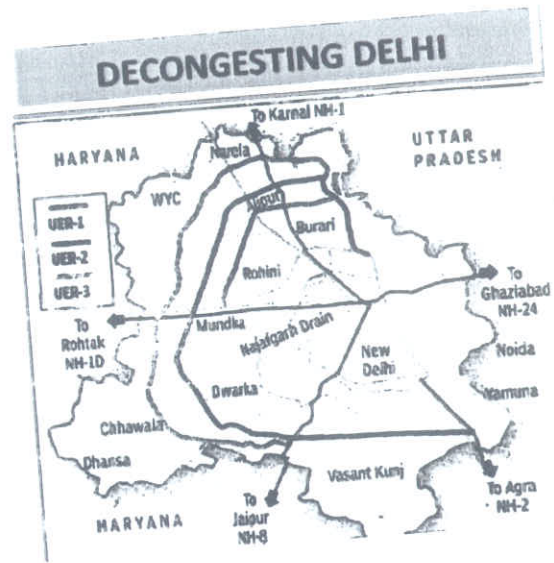 DECONGESTING DELHI
To Karnal NH-1
HARYANA
Narela
UTTAR
PRADESH
WYC
Alipur
UER-1
UER-2
UER-3
Burari
Rohini
To
Ghaziabad
NH-24
To
Rohtak
NH-10
Mundka
Najafgarh Drain
New
Delhi
Noida
Dwarka
Yamuna
Chhawala
Dhansa
Vasant Kunj
To Agra
NH-2
HARYANA
To
Jaipur
NH-8